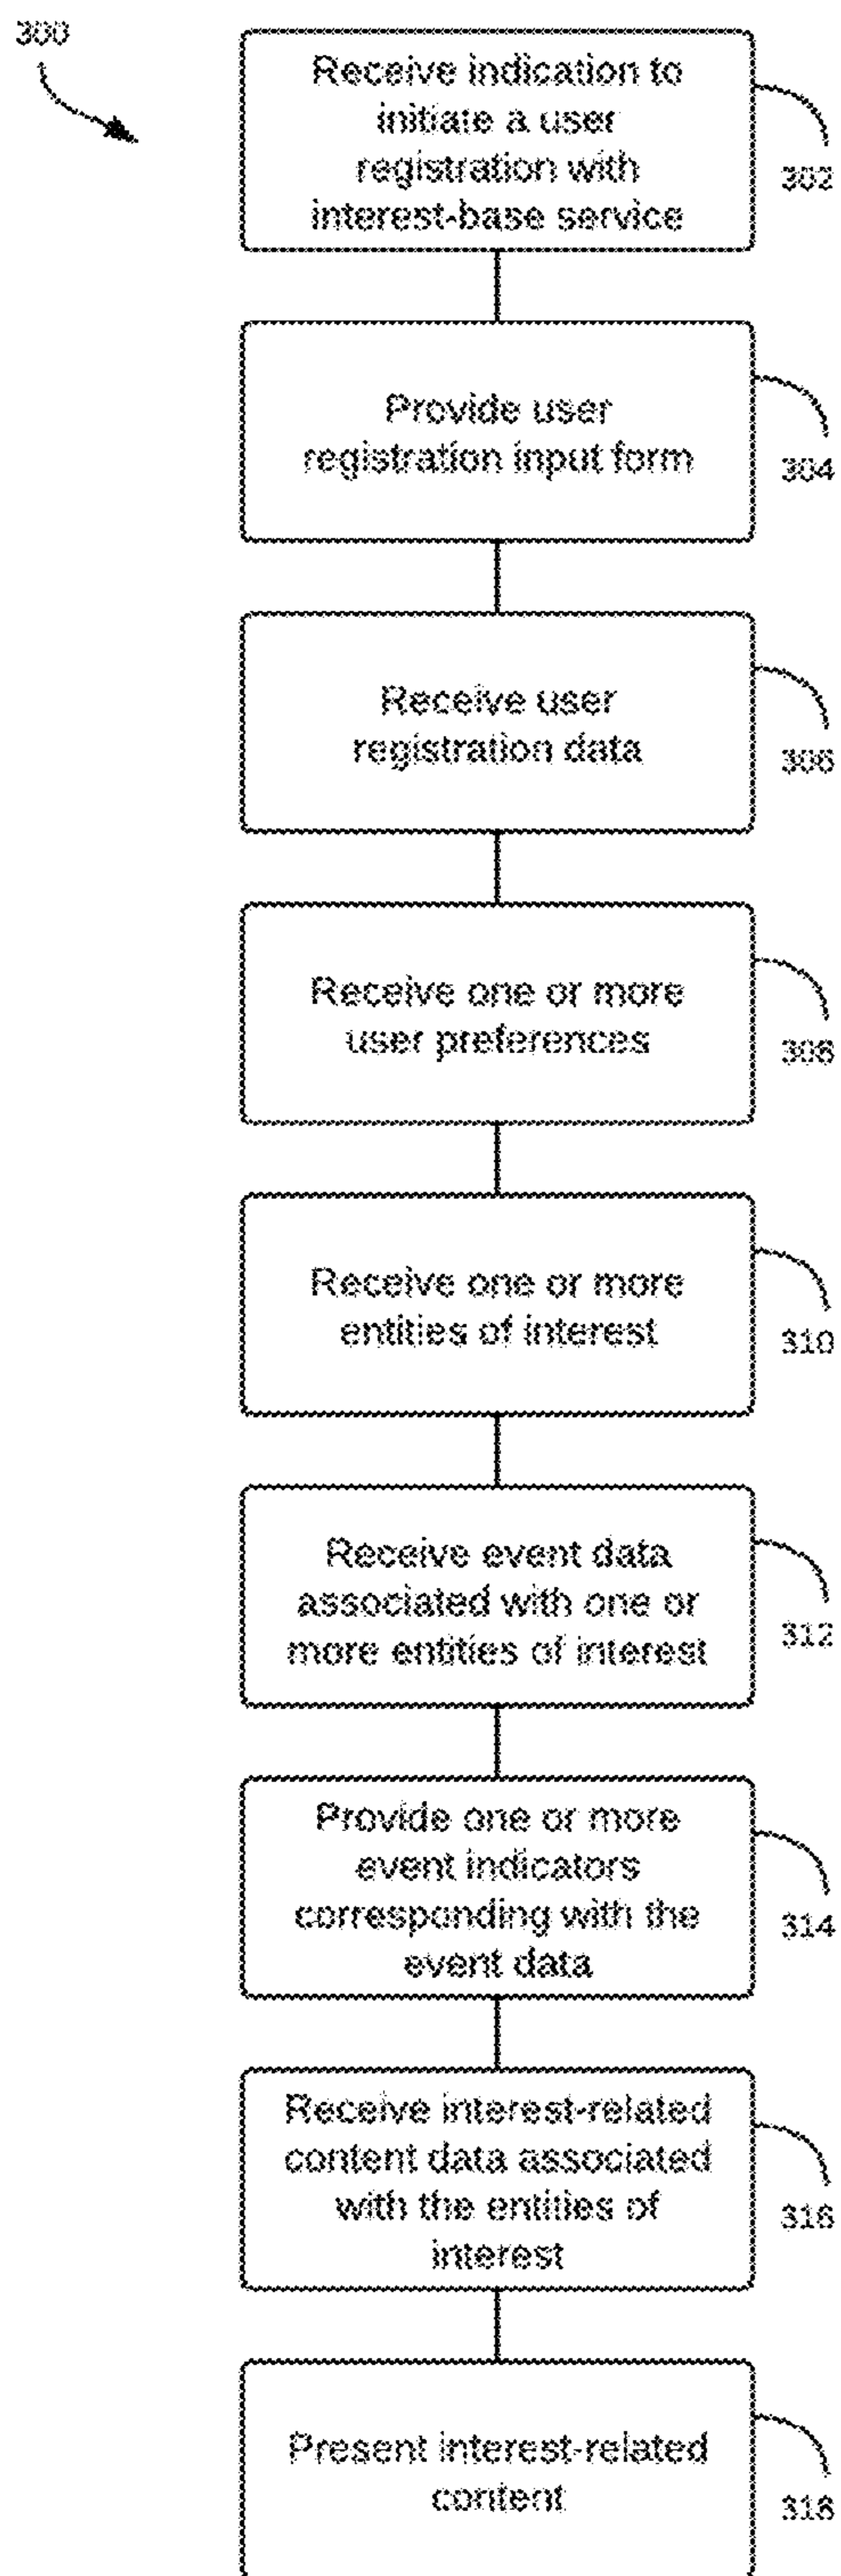 300
Receive indication to
initiate a user
registration with
interest-base service
302
Provide user
registration input form
304
Receive user
registration data
306
Receive one or more
user preferences
308
Receive one or more
entities of interest
310
Receive event data
associated with one or
more entities of interest
312
Provide one or more
event indicators
corresponding with the
event data
314
Receive interest-related
content data associated
with the entities of
interest
316
Present interest-related
content
318